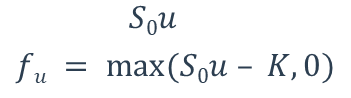 S₀u
fᵤ = max(S₀u – K, 0)